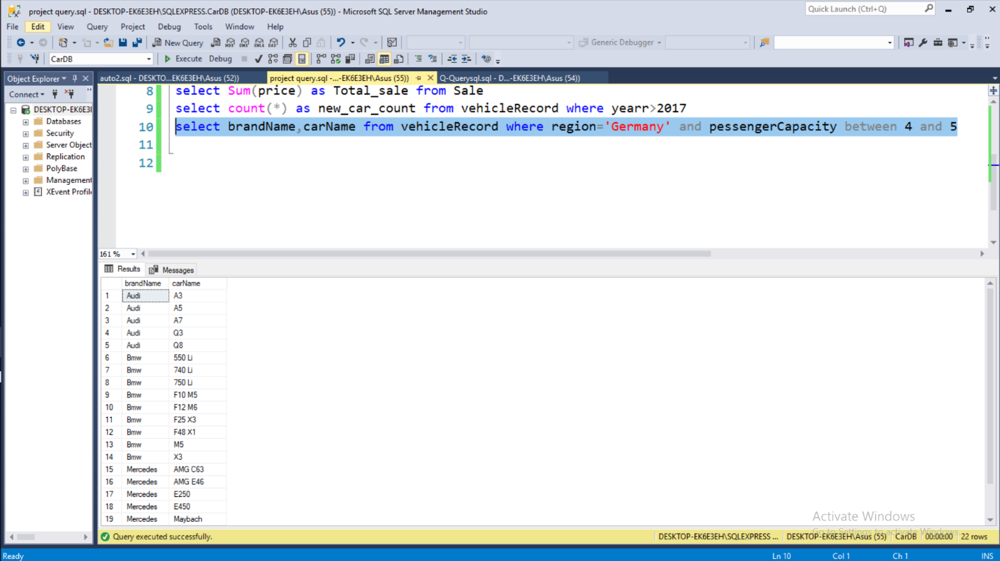 project query.sql - DESKTOP-EK6E3EH\SQLEXPRESS.CarDB (DESKTOP-EK6E3EH\Asus (55)) - Microsoft SQL Server Management Studio
Quick Launch (Ctrl+Q)
File Edit View Query Project Debug Tools Window Help
New Query MDX DMX XMLA DAX Generic Debugger
CarDB Execute Debug
Object Explorer
auto2.sql - DESKTO...EK6E3EH\Asus (52)) project query.sql -...-EK6E3EH\Asus (55)) Q-Querysql.sql - D...-EK6E3EH\Asus (54))
Connect
DESKTOP-EK6E3
Databases
Security
Server Object
Replication
PolyBase
Management
XEvent Profil
8 select Sum(price) as Total_sale from Sale
9 select count(*) as new_car_count from vehicleRecord where yearr>2017
10 select brandName,carName from vehicleRecord where region='Germany' and pessengerCapacity between 4 and 5
11
12
161 %
Results Messages
brandName carName
1 Audi A3
2 Audi A5
3 Audi A7
4 Audi Q3
5 Audi Q8
6 Bmw 550 Li
7 Bmw 740 Li
8 Bmw 750 Li
9 Bmw F10 M5
10 Bmw F12 M6
11 Bmw F25 X3
12 Bmw F48 X1
13 Bmw M5
14 Bmw X3
15 Mercedes AMG C63
16 Mercedes AMG E46
17 Mercedes E250
18 Mercedes E450
19 Mercedes Maybach
Activate Windows
Go to Settings to activate Windows.
Query executed successfully. DESKTOP-EK6E3EH\SQLEXPRESS ... DESKTOP-EK6E3EH\Asus (55) CarDB 00:00:00 22 rows
Ready Ln 10 Col 1 Ch 1 INS